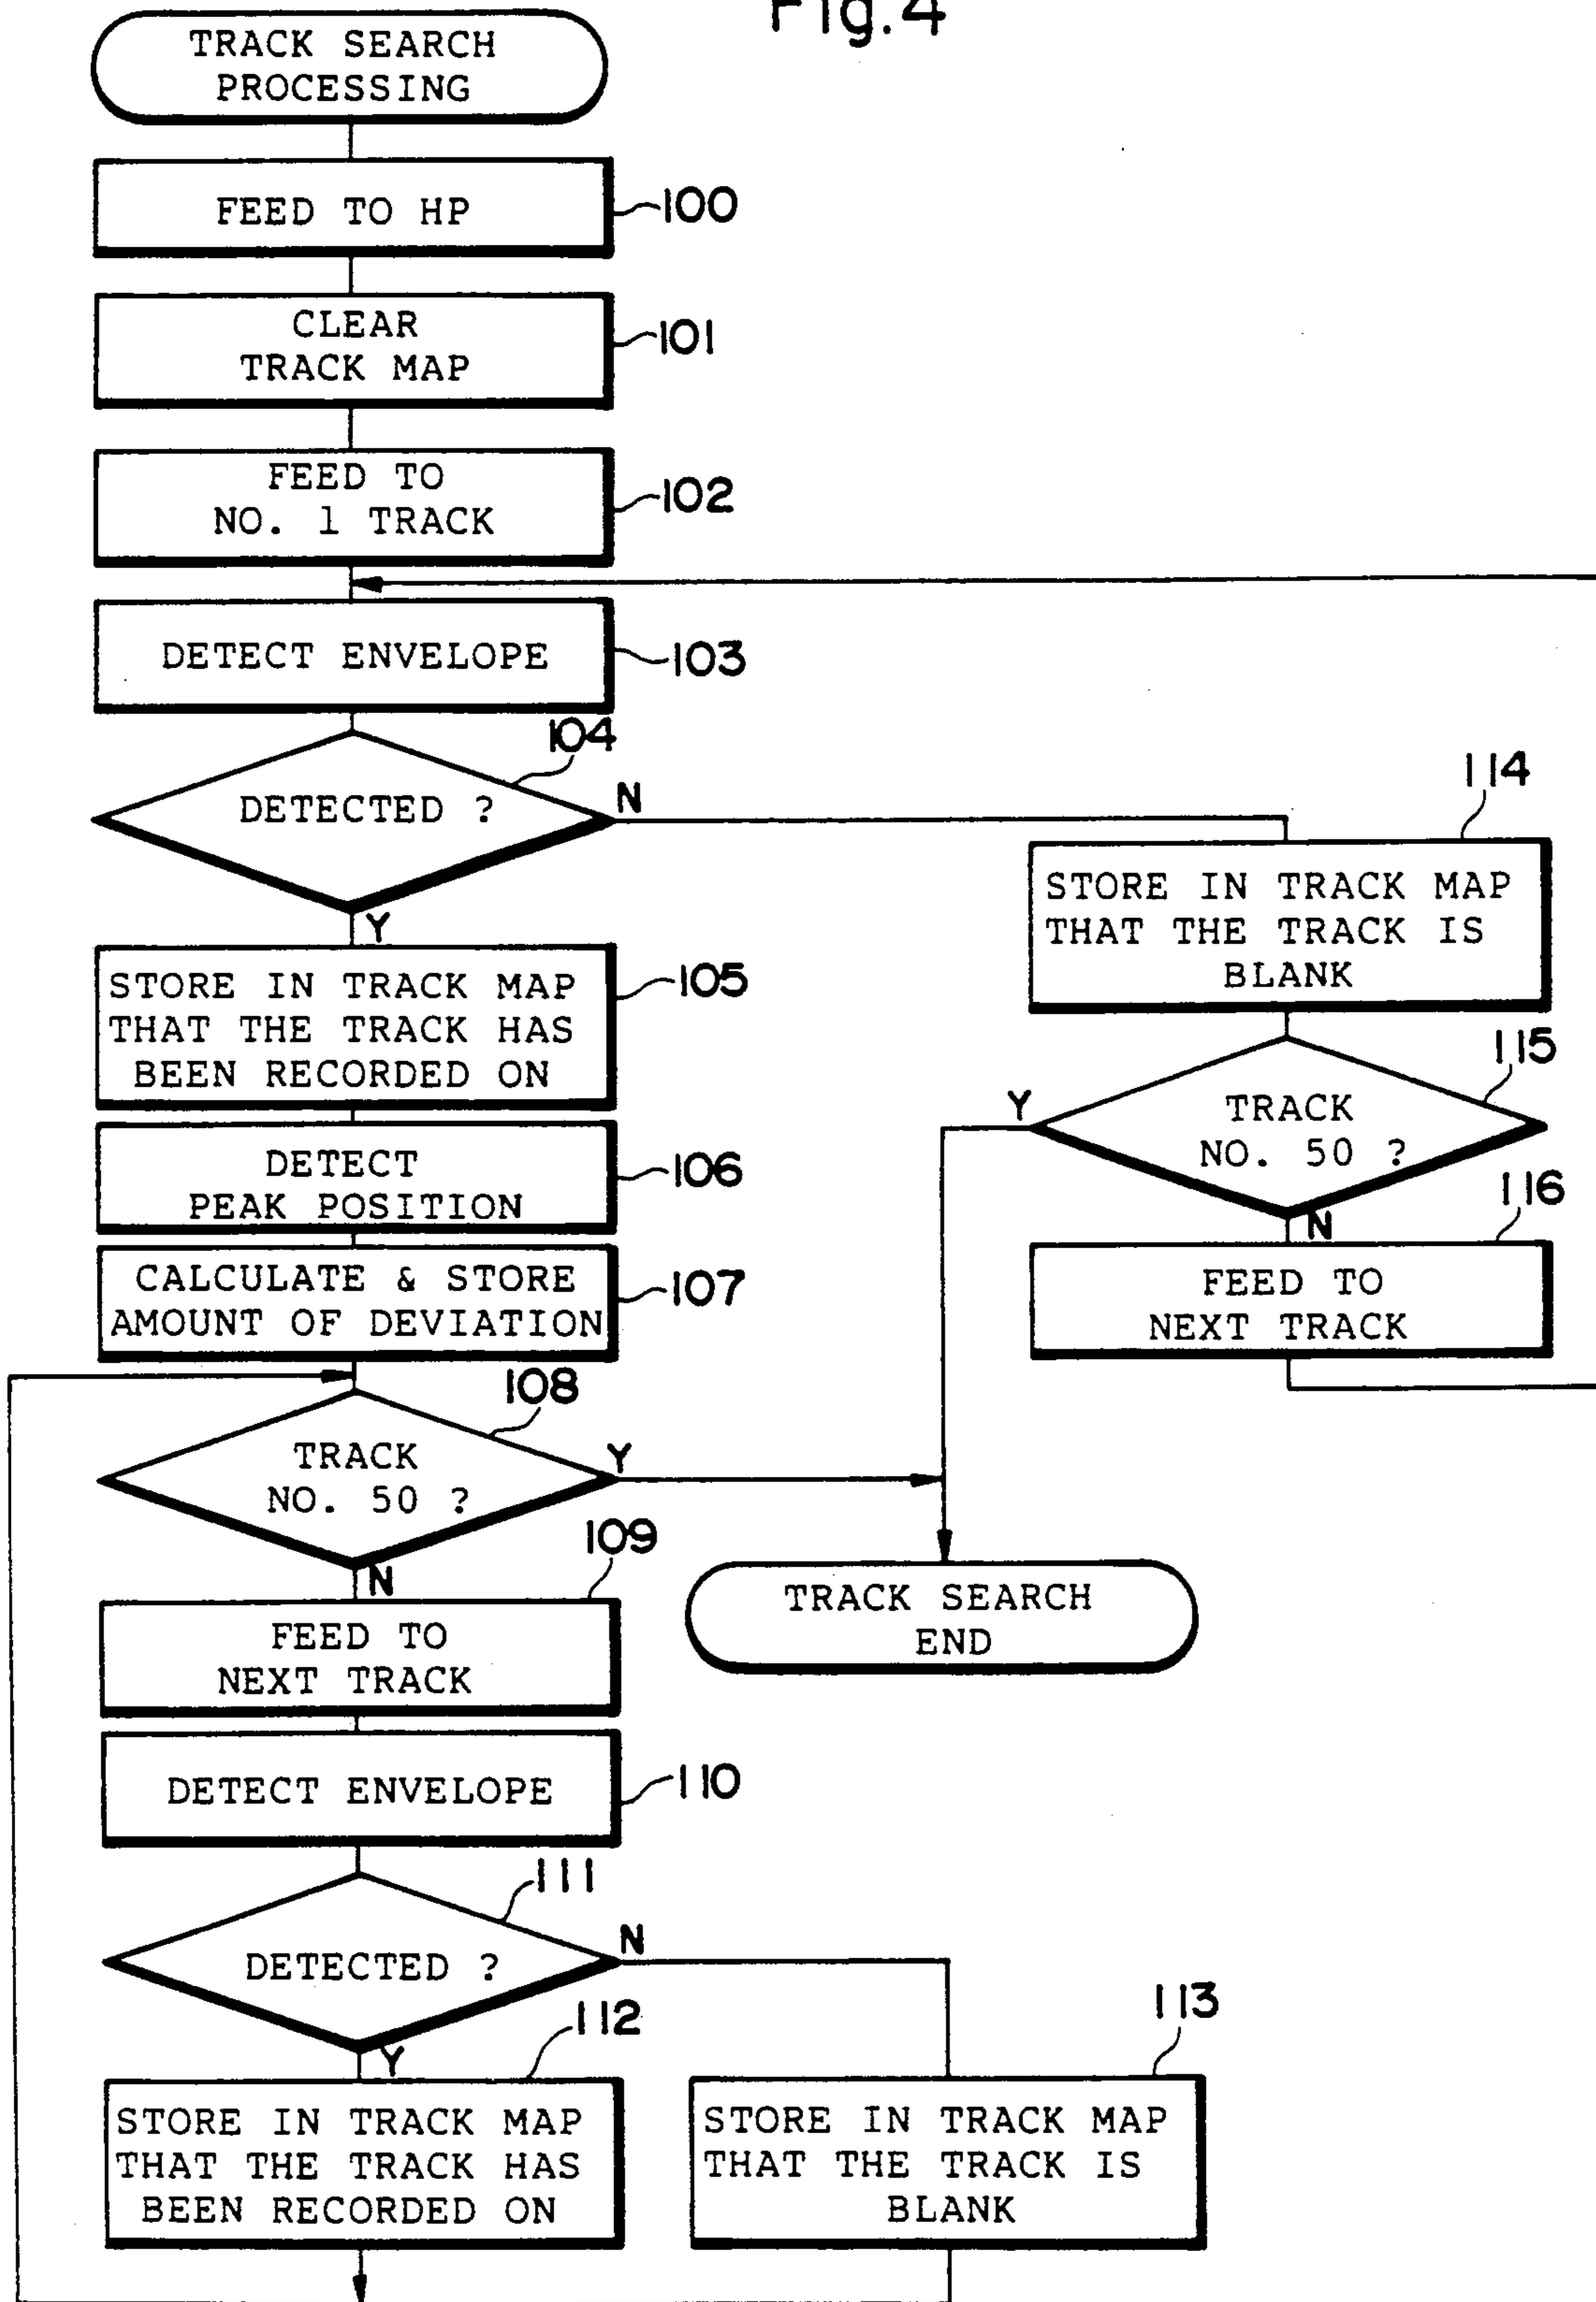 Fig.4
TRACK SEARCH
PROCESSING
FEED TO HP
100
CLEAR
TRACK MAP
101
FEED TO
NO. 1 TRACK
102
DETECT ENVELOPE
103
104
DETECTED ?
N
Y
STORE IN TRACK MAP
THAT THE TRACK HAS
BEEN RECORDED ON
105
DETECT
PEAK POSITION
106
CALCULATE & STORE
AMOUNT OF DEVIATION
107
108
TRACK
NO. 50 ?
Y
N
109
FEED TO
NEXT TRACK
DETECT ENVELOPE
110
111
DETECTED ?
N
Y
112
STORE IN TRACK MAP
THAT THE TRACK HAS
BEEN RECORDED ON
113
STORE IN TRACK MAP
THAT THE TRACK IS
BLANK
114
STORE IN TRACK MAP
THAT THE TRACK IS
BLANK
115
TRACK
NO. 50 ?
Y
N
116
FEED TO
NEXT TRACK
TRACK SEARCH
END